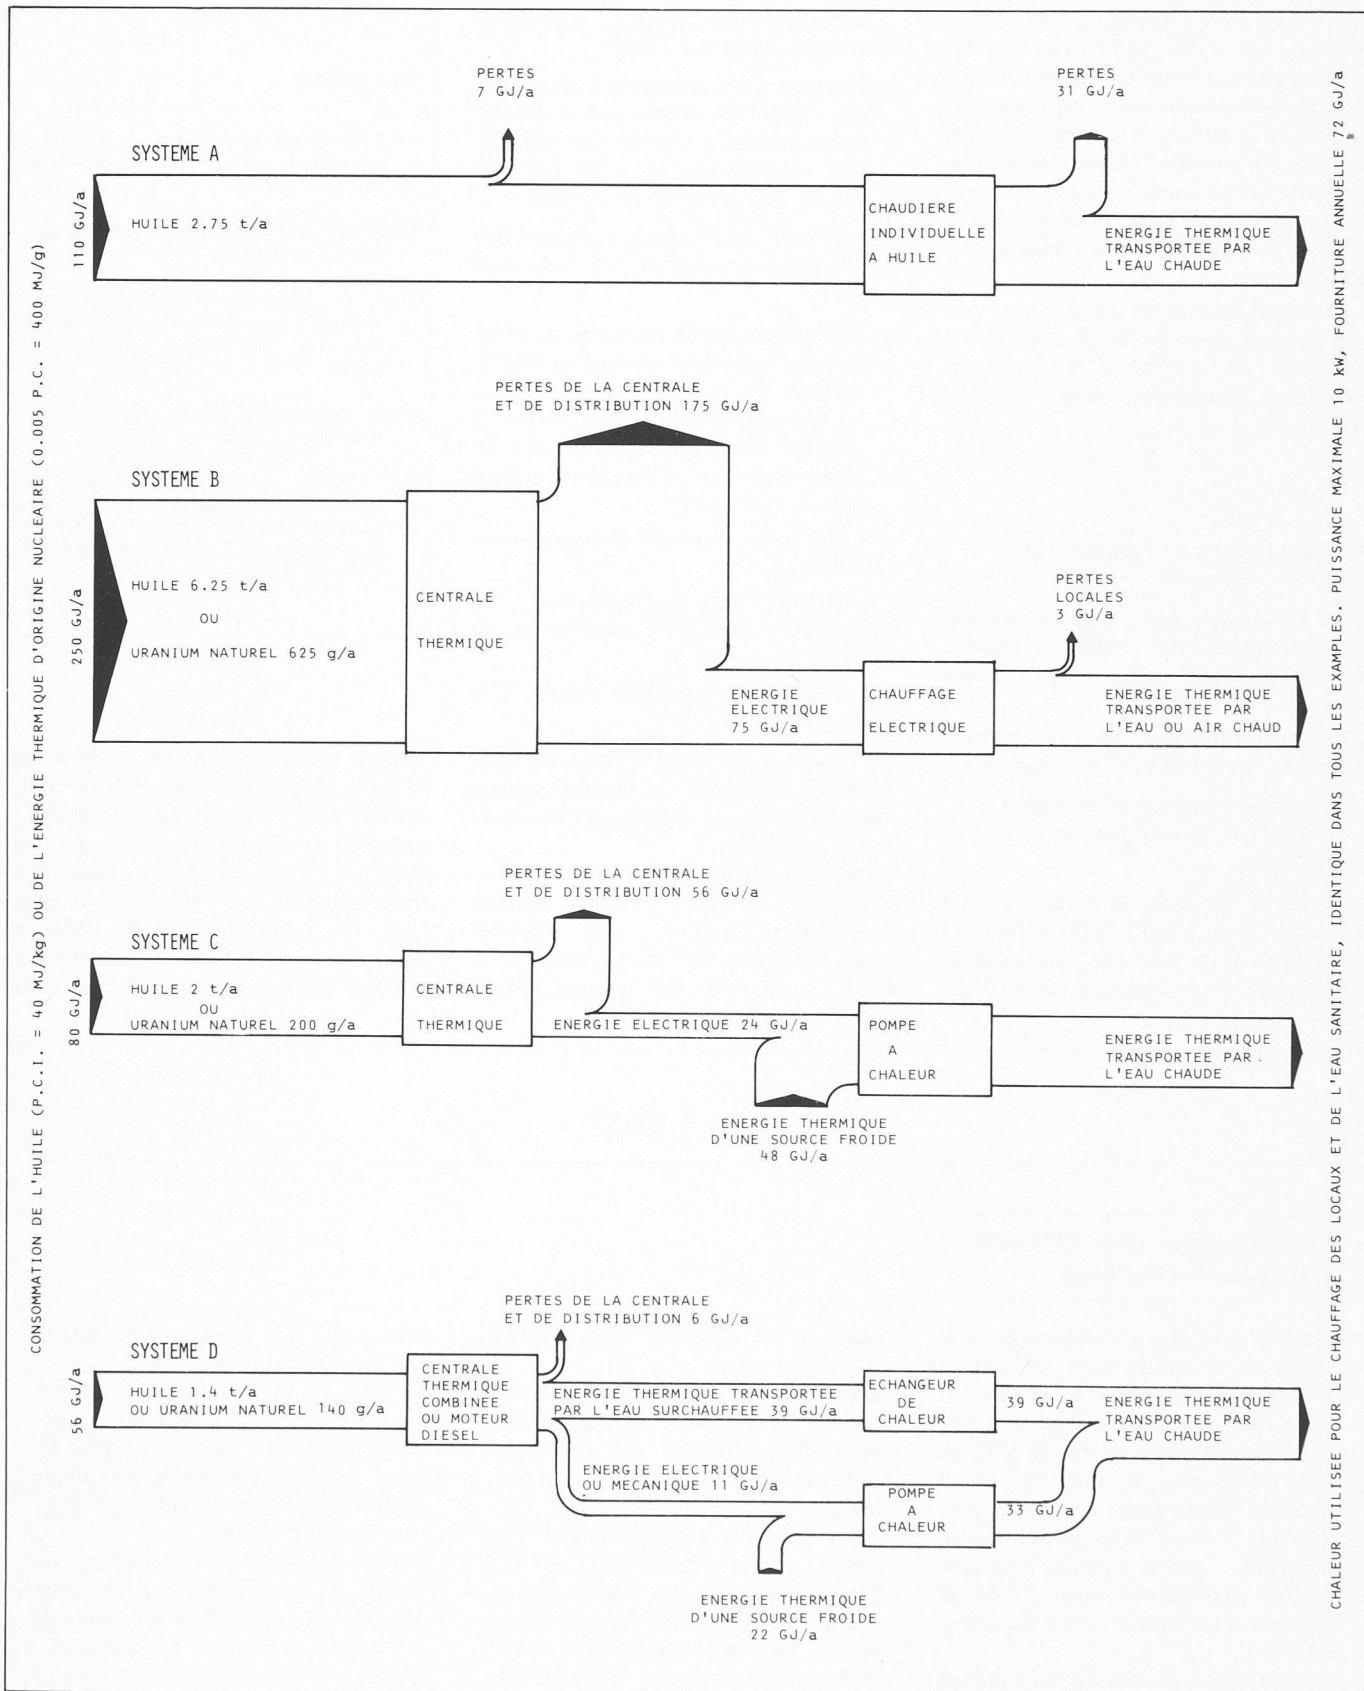 CONSOMMATION DE L'HUILE (P.C.I. = 40 MJ/kg) OU DE L'ENERGIE THERMIQUE D'ORIGINE NUCLEAIRE (0.005 P.C. = 400 MJ/g)
PERTES
7 GJ/a
PERTES
31 GJ/a
SYSTEME A
110 GJ/a
HUILE 2.75 t/a
CHAUDIERE
INDIVIDUELLE
A HUILE
ENERGIE THERMIQUE
TRANSPORTEE PAR
L'EAU CHAUDE
PERTES DE LA CENTRALE
ET DE DISTRIBUTION 175 GJ/a
SYSTEME B
250 GJ/a
HUILE 6.25 t/a
OU
URANIUM NATUREL 625 g/a
CENTRALE
THERMIQUE
PERTES
LOCALES
3 GJ/a
ENERGIE
ELECTRIQUE
75 GJ/a
CHAUFFAGE
ELECTRIQUE
ENERGIE THERMIQUE
TRANSPORTEE PAR
L'EAU OU AIR CHAUD
PERTES DE LA CENTRALE
ET DE DISTRIBUTION 56 GJ/a
SYSTEME C
80 GJ/a
HUILE 2 t/a
OU
URANIUM NATUREL 200 g/a
CENTRALE
THERMIQUE
ENERGIE ELECTRIQUE 24 GJ/a
POMPE
A
CHALEUR
ENERGIE THERMIQUE
TRANSPORTEE PAR
L'EAU CHAUDE
ENERGIE THERMIQUE
D'UNE SOURCE FROIDE
48 GJ/a
PERTES DE LA CENTRALE
ET DE DISTRIBUTION 6 GJ/a
SYSTEME D
56 GJ/a
HUILE 1.4 t/a
OU URANIUM NATUREL 140 g/a
CENTRALE
THERMIQUE
COMBINEE
OU MOTEUR
DIESEL
ENERGIE THERMIQUE TRANSPORTEE
PAR L'EAU SURCHAUFFEE 39 GJ/a
ECHANGEUR
DE
CHALEUR
39 GJ/a
ENERGIE THERMIQUE
TRANSPORTEE PAR
L'EAU CHAUDE
ENERGIE ELECTRIQUE
OU MECANIQUE 11 GJ/a
POMPE
A
CHALEUR
33 GJ/a
ENERGIE THERMIQUE
D'UNE SOURCE FROIDE
22 GJ/a
CHALEUR UTILISEE POUR LE CHAUFFAGE DES LOCAUX ET DE L'EAU SANITAIRE, IDENTIQUE DANS TOUS LES EXAMPLES. PUISSANCE MAXIMALE 10 kW, FOURNITURE ANNUELLE 72 GJ/a